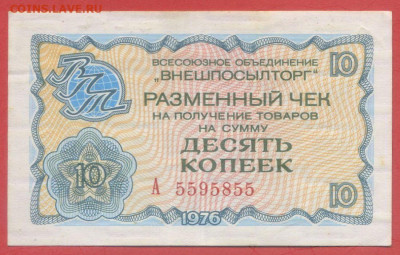 COINS.LAVE.RU
ВСЕСОЮЗНОЕ ОБЪЕДИНЕНИЕ
"ВНЕШПОСЫЛТОРГ"
ВПТ
10
РАЗМЕННЫЙ ЧЕК
НА ПОЛУЧЕНИЕ ТОВАРОВ
НА СУММУ
ДЕСЯТЬ
КОПЕЕК
10
А 5595855
10
1976